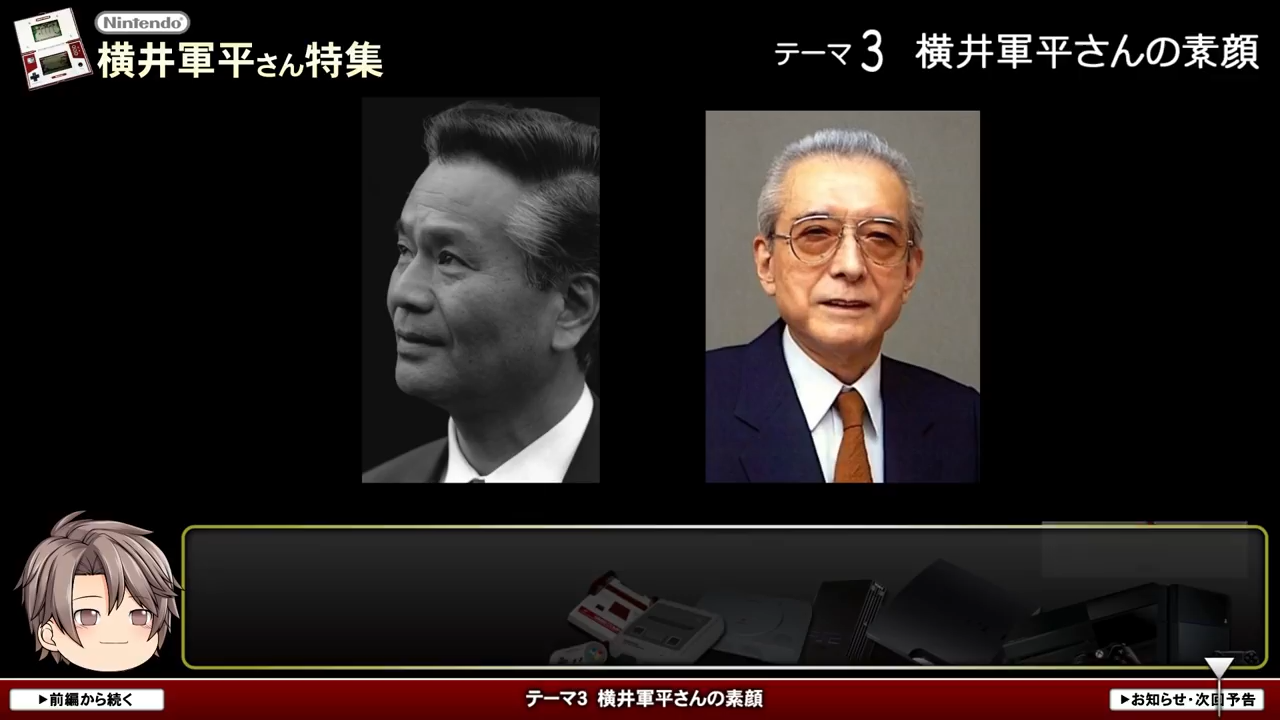 Nintendo
横井軍平さん特集
テーマ3 横井軍平さんの素顔
▶前編から続く
テーマ3 横井軍平さんの素顔
▶お知らせ・次回予告